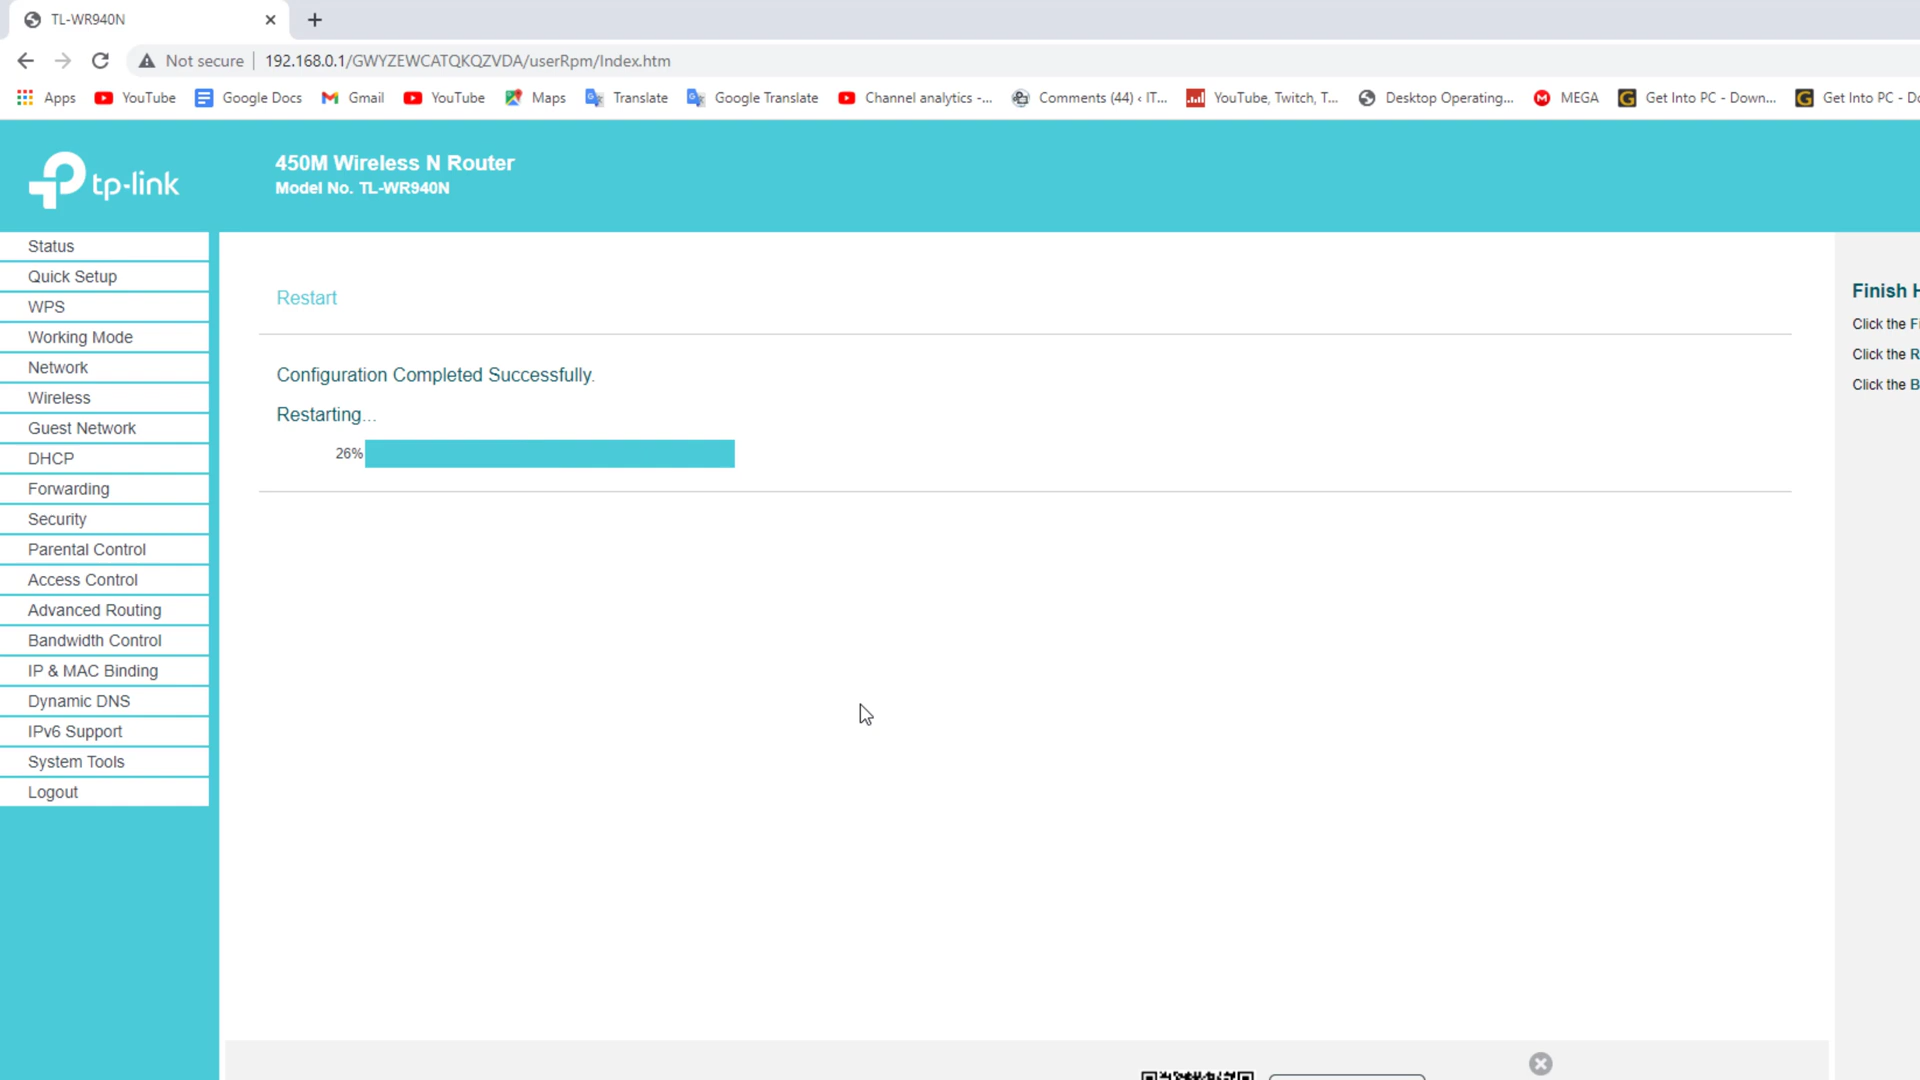 TL-WR940N
Not secure 192.168.0.1/GWYZEWCATQKQZVDA/userRpm/Index.htm
Apps YouTube Google Docs Gmail YouTube Maps Translate Google Translate Channel analytics -... Comments (44) ‹ IT... YouTube, Twitch, T... Desktop Operating... MEGA Get Into PC - Down... Get Into PC - Do
tp-link
450M Wireless N Router
Model No. TL-WR940N
Status
Quick Setup
WPS
Working Mode
Network
Wireless
Guest Network
DHCP
Forwarding
Security
Parental Control
Access Control
Advanced Routing
Bandwidth Control
IP & MAC Binding
Dynamic DNS
IPv6 Support
System Tools
Logout
Restart
Configuration Completed Successfully.
Restarting...
26%
Finish H
Click the Fi
Click the R
Click the B